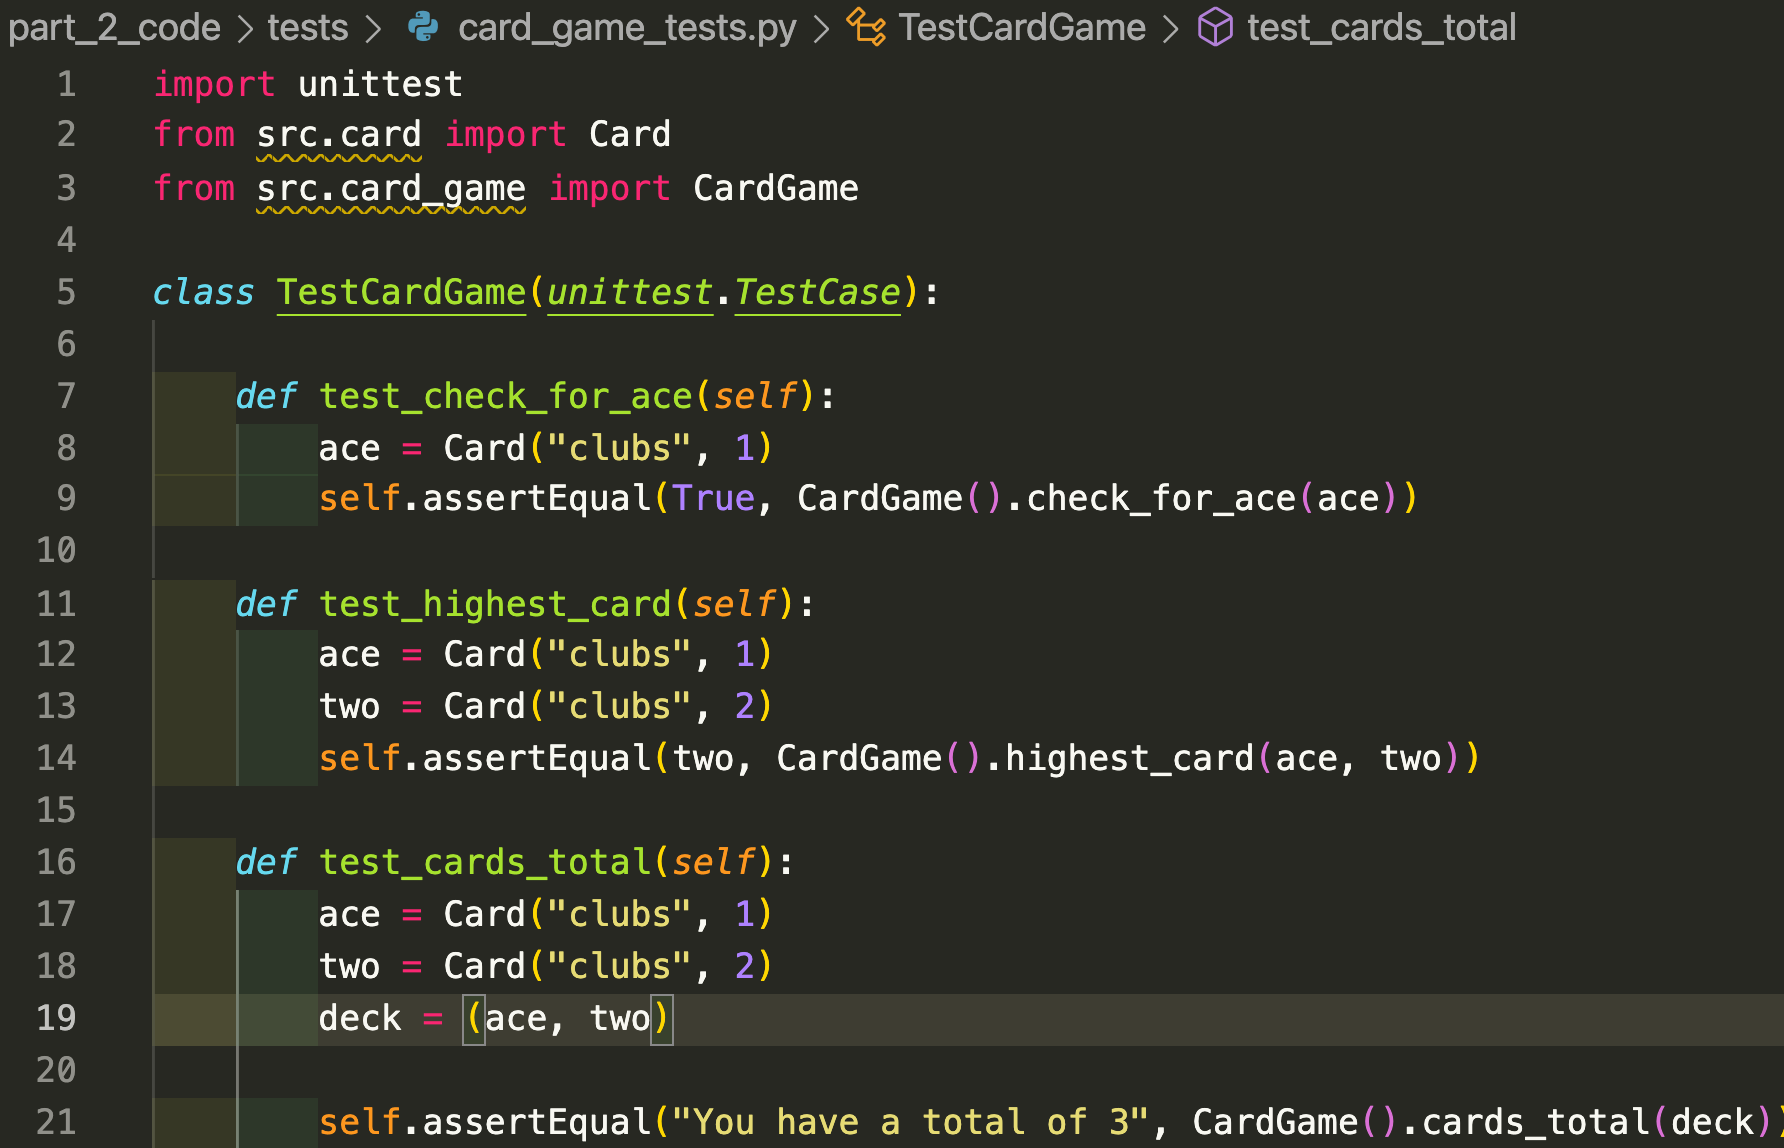 part_2_code > tests > card_game_tests.py > TestCardGame > test_cards_total
1 import unittest
2 from src.card import Card
3 from src.card_game import CardGame
4
5 class TestCardGame(unittest.TestCase):
6
7 def test_check_for_ace(self):
8 ace = Card("clubs", 1)
9 self.assertEqual(True, CardGame().check_for_ace(ace))
10
11 def test_highest_card(self):
12 ace = Card("clubs", 1)
13 two = Card("clubs", 2)
14 self.assertEqual(two, CardGame().highest_card(ace, two))
15
16 def test_cards_total(self):
17 ace = Card("clubs", 1)
18 two = Card("clubs", 2)
19 deck = (ace, two)
20
21 self.assertEqual("You have a total of 3", CardGame().cards_total(deck))